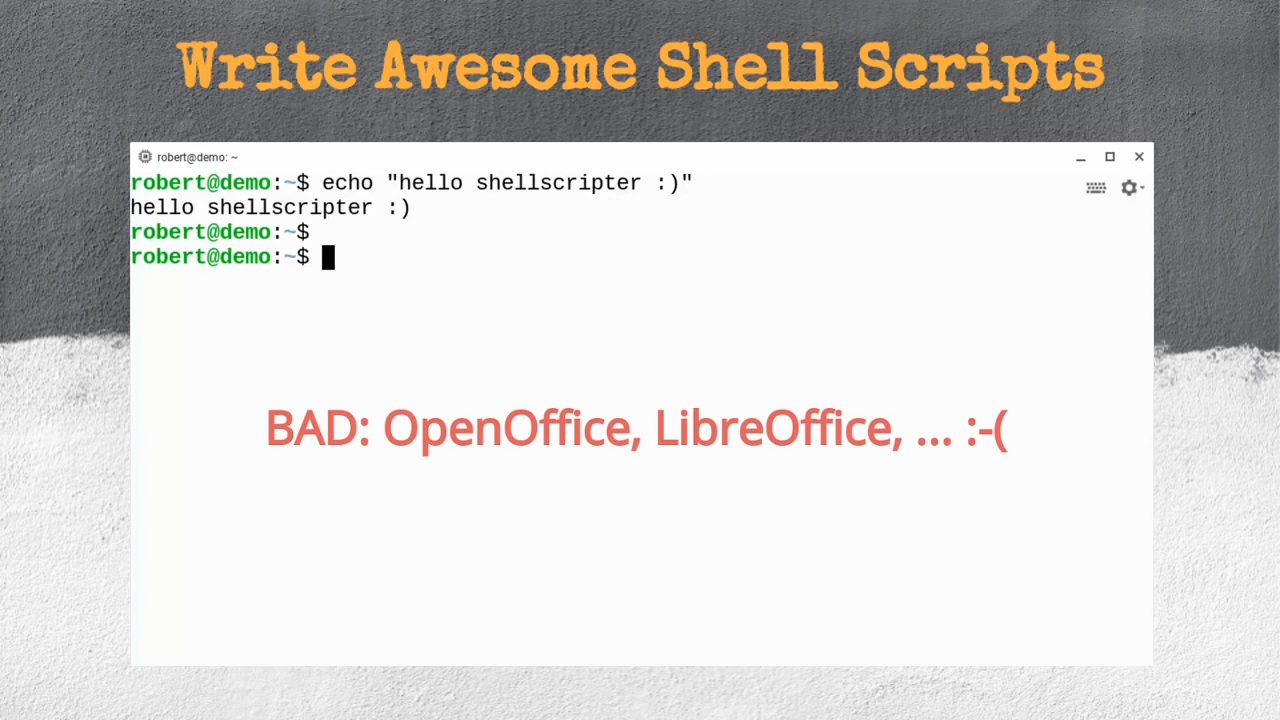 Write Awesome Shell Scripts
robert@demo: ~
robert@demo:~$ echo "hello shellscripter :)"
hello shellscripter :)
robert@demo:~$
robert@demo:~$
BAD: OpenOffice, LibreOffice, ... :-(